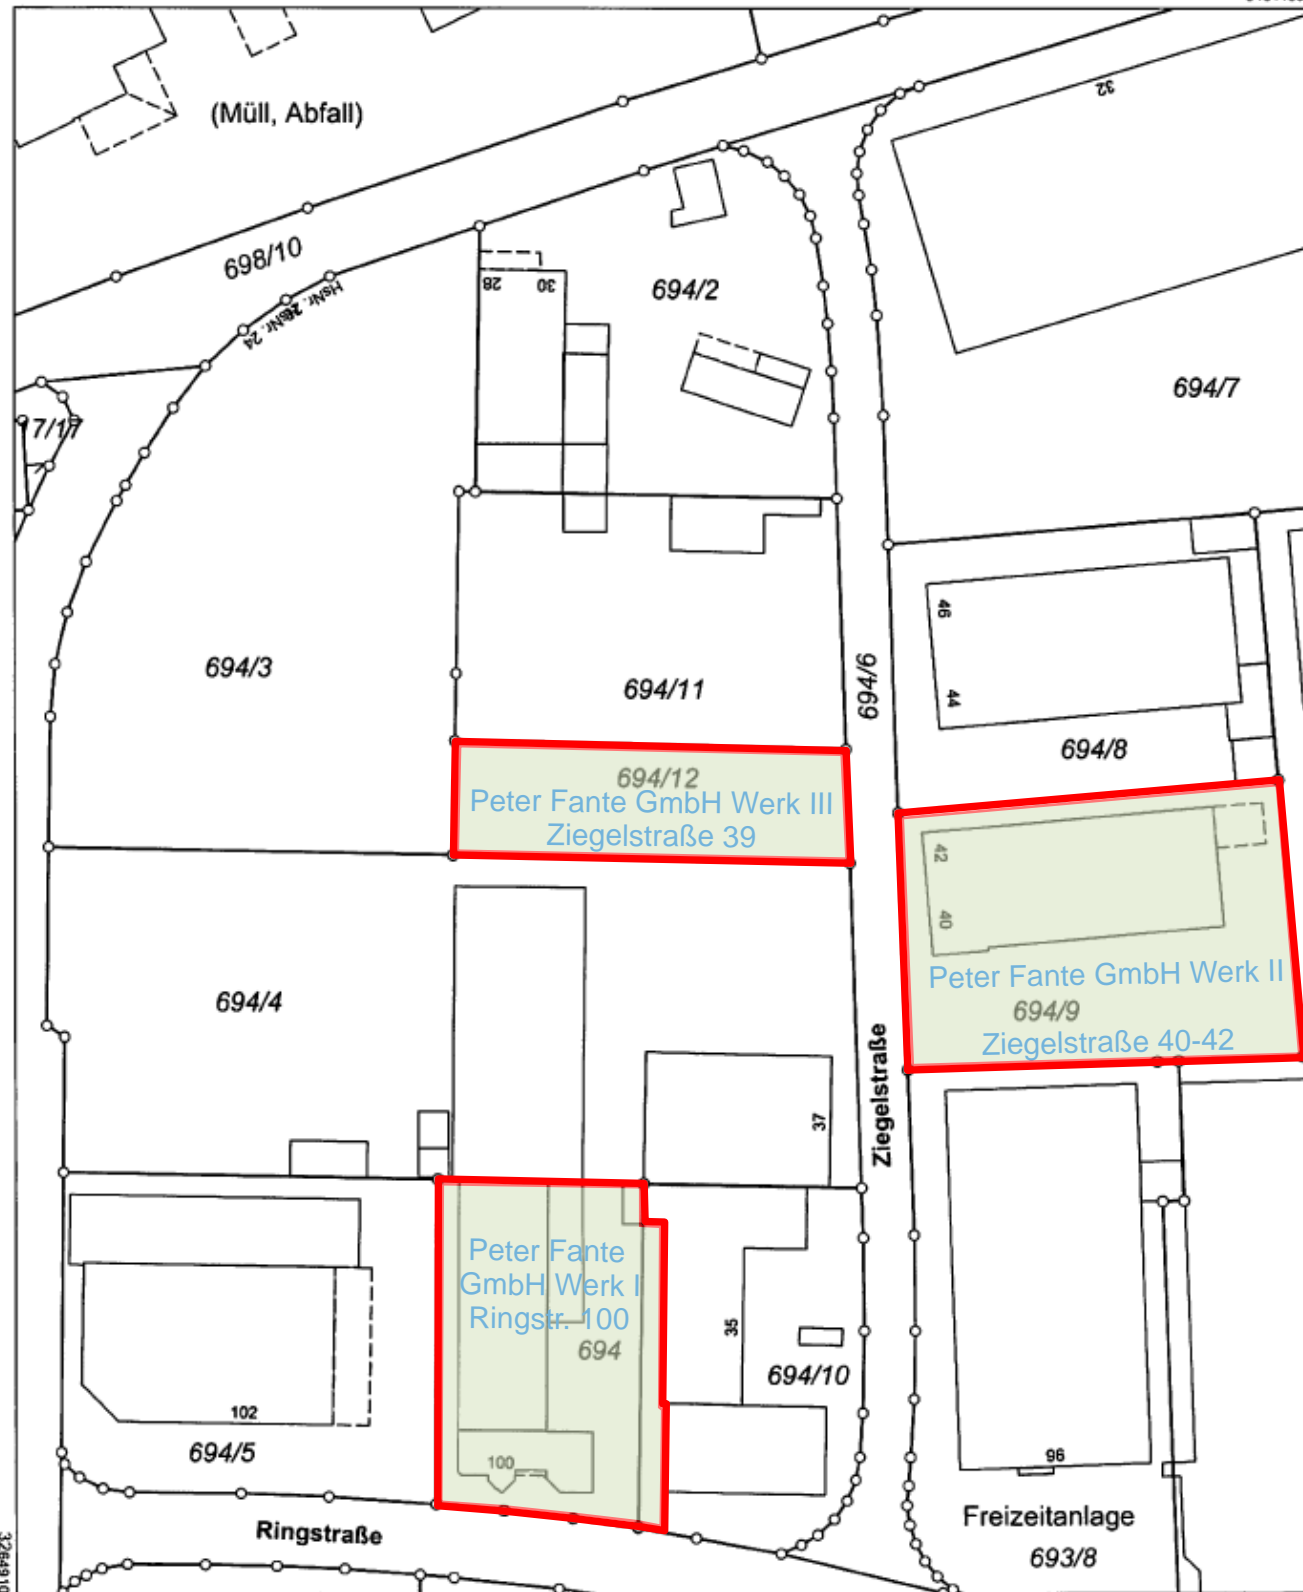 (Müll, Abfall)
32
698/10
HsNr. 26
HsNr. 24
28
30
694/2
694/7
7/17
46
44
694/3
694/11
694/6
694/8
694/12
Peter Fante GmbH Werk III
Ziegelstraße 39
42
40
Peter Fante GmbH Werk II
694/9
Ziegelstraße 40-42
694/4
Ziegelstraße
37
Peter Fante
GmbH Werk I
Ringstr. 100
694
35
694/10
102
694/5
100
96
Ringstraße
Freizeitanlage
693/8